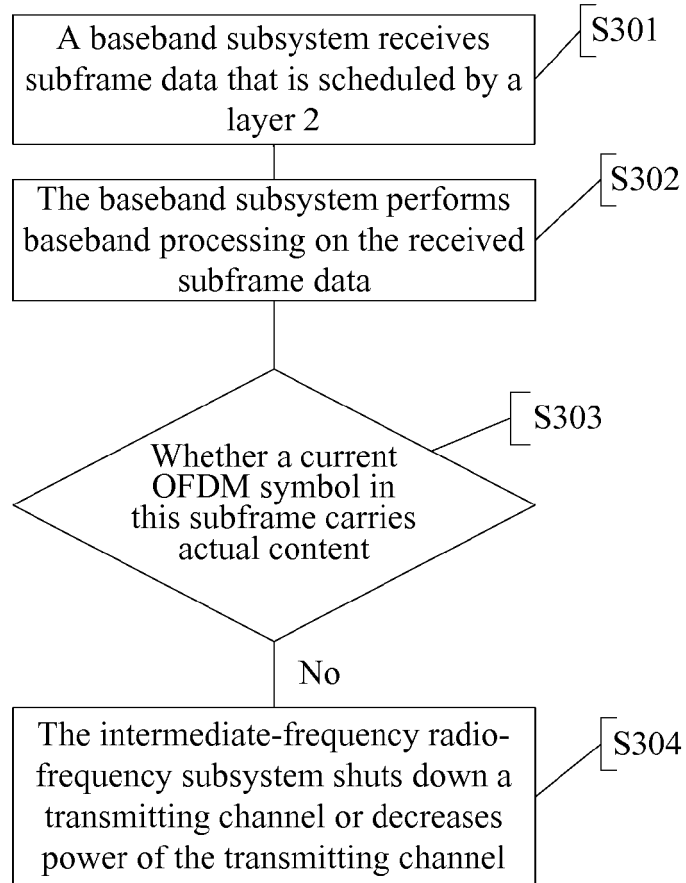 A baseband subsystem receives
subframe data that is scheduled by a
layer 2
S301
The baseband subsystem performs
baseband processing on the received
subframe data
S302
Whether a current
OFDM symbol in
this subframe carries
actual content
S303
No
The intermediate-frequency radio-
frequency subsystem shuts down a
transmitting channel or decreases
power of the transmitting channel
S304